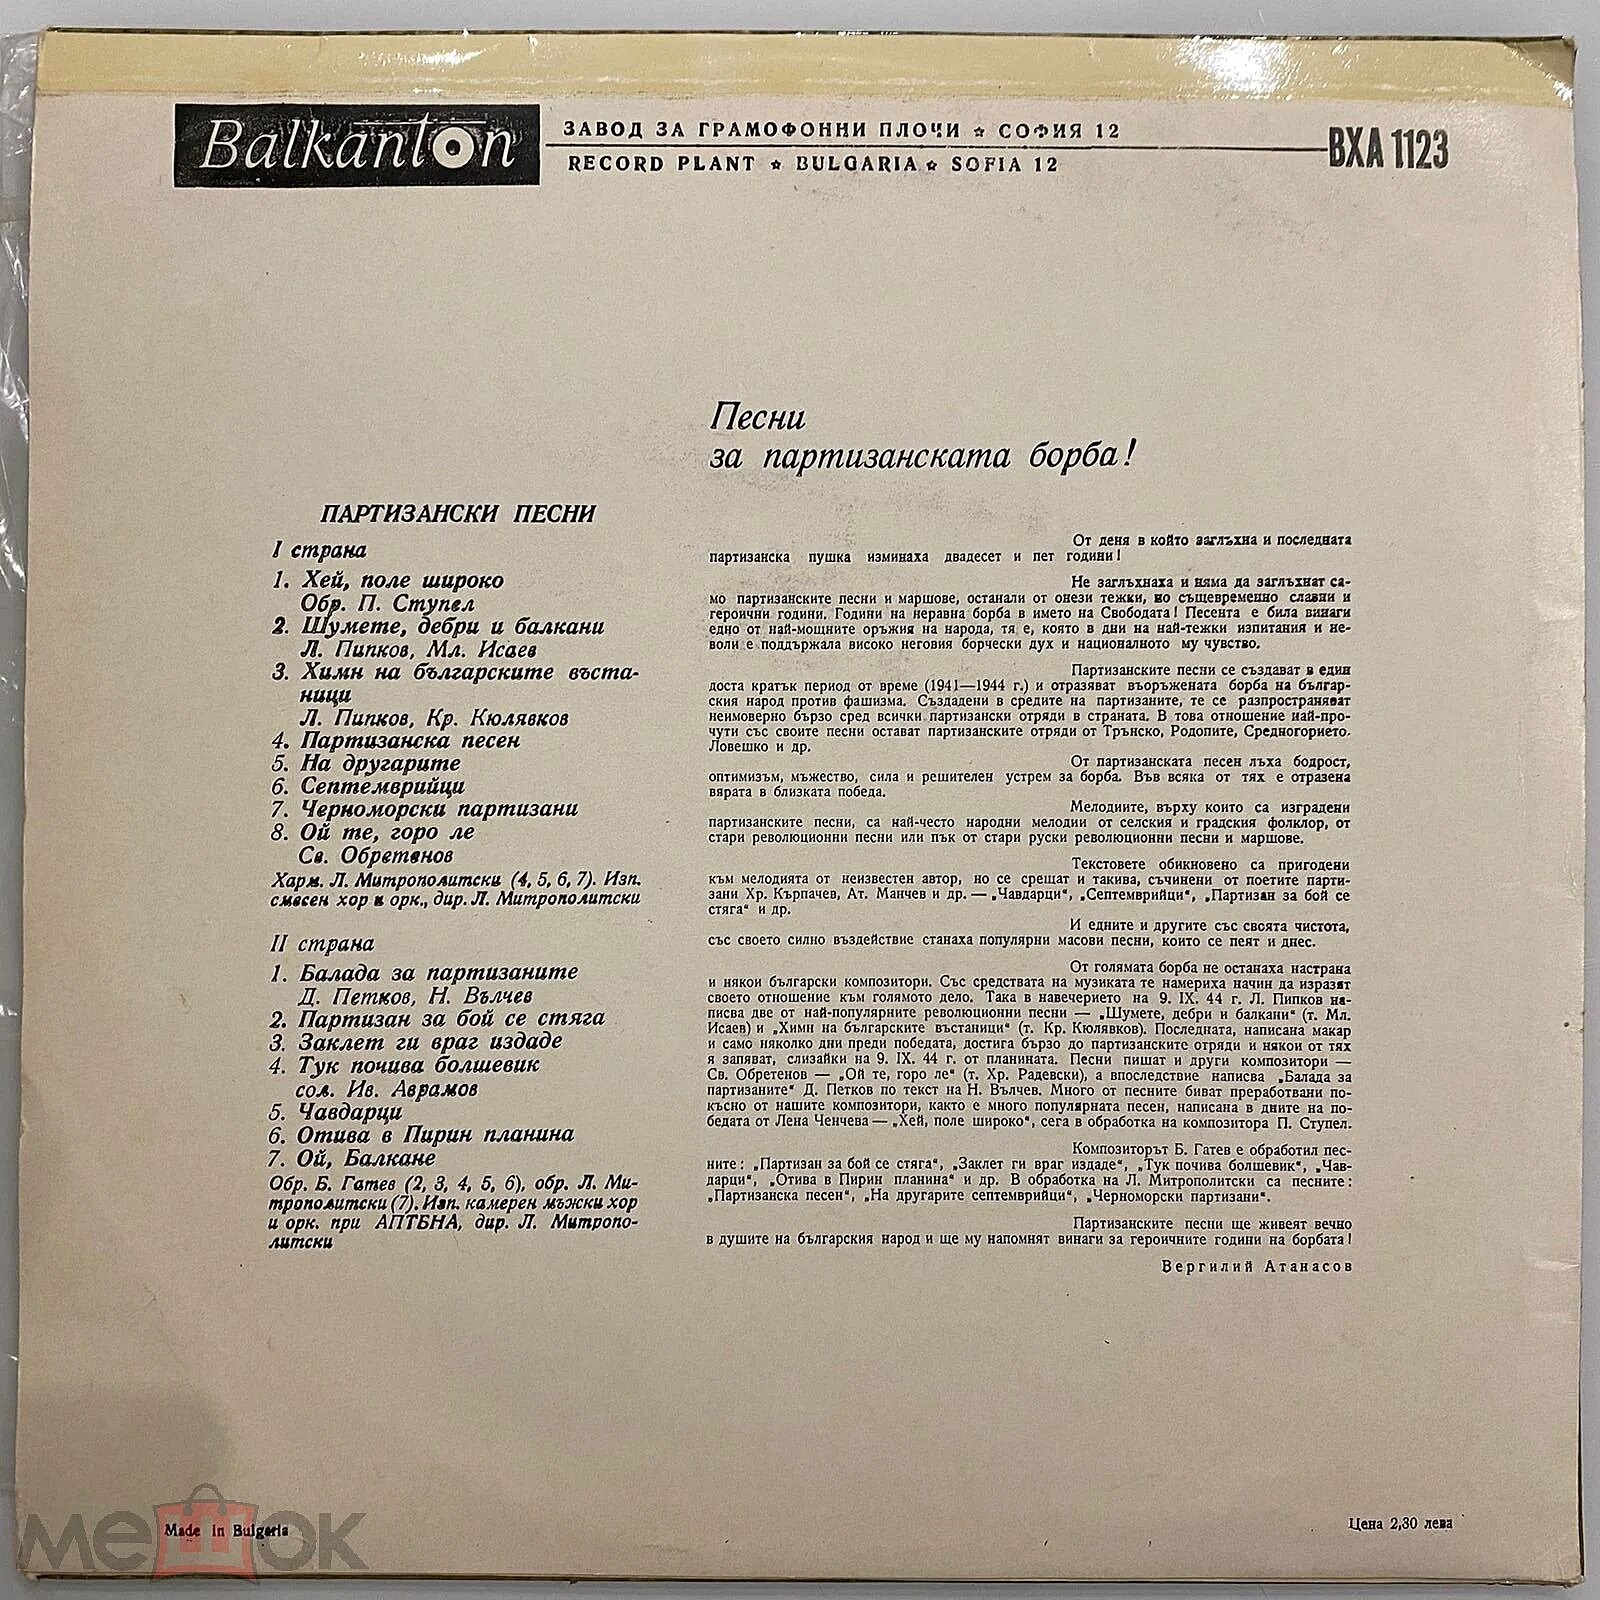 Balkanton
ЗАВОД ЗА ГРАМОФОННИ ПЛОЧИ ☆ СОФИЯ 12
RECORD PLANT ☆ BULGARIA ☆ SOFIA 12
ВХА 1123
Песни
за партизанската борба!
ПАРТИЗАНСКИ ПЕСНИ
I страна
1. Хей, поле широко
Обр. П. Ступел
2. Шумете, дебри и балкани
Л. Пипков, Мл. Исаев
3. Химн на българските въста-
ници
Л. Пипков, Кр. Кюлявков
4. Партизанска песен
5. На другарите
6. Септемврийци
7. Черноморски партизани
8. Ой те, горо ле
Св. Обретенов
Харм. Л. Митрополитски (4, 5, 6, 7). Изп.
смесен хор и орк., дир. Л. Митрополитски
II страна
1. Балада за партизаните
Д. Петков, Н. Вълчев
2. Партизан за бой се стяга
3. Заклет ги враг издаде
4. Тук почива болшевик
сол. Ив. Аврамов
5. Чавдарци
6. Отива в Пирин планина
7. Ой, Балкане
Обр. Б. Гатев (2, 3, 4, 5, 6), обр. Л. Ми-
трополитски (7). Изп. камерен мъжки хор
и орк. при АПТБНА, дир. Л. Митропо-
литски
От деня в който заглъхна и последната
партизанска пушка изминаха двадесет и пет години!
Не заглъхнаха и няма да заглъхнат са-
мо партизанските песни и маршове, останали от онези тежки, но същевременно славни и
героични години. Години на неравна борба в името на Свободата! Песента е била винаги
едно от най-мощните оръжия на народа, тя е, която в дни на най-тежки изпитания и не-
воли е поддържала високо неговия борчески дух и националното му чувство.
Партизанските песни се създават в един
доста кратък период от време (1941—1944 г.) и отразяват въоръжената борба на българ-
ския народ против фашизма. Създадени в средите на партизаните, те се разпространяват
неимоверно бързо сред всички партизански отряди в страната. В това отношение най-про-
чути със своите песни остават партизанските отряди от Трънско, Родопите, Средногорието,
Ловешко и др.
От партизанската песен лъха бодрост,
оптимизъм, мъжество, сила и решителен устрем за борба. Във всяка от тях е отразена
вярата в близката победа.
Мелодиите, върху които са изградени
партизанските песни, са най-често народни мелодии от селския и градския фолклор, от
стари революционни песни или пък от стари руски революционни песни и маршове.
Текстовете обикновено са пригодени
към мелодията от неизвестен автор, но се срещат и такива, съчинени от поетите парти-
зани Хр. Кърпачев, Ат. Манчев и др. — „Чавдарци“, „Септемврийци“, „Партизан за бой се
стяга“ и др.
И едните и другите със своята чистота,
със своето силно въздействие станаха популярни масови песни, които се пеят и днес.
От голямата борба не останаха настрана
и някои български композитори. Със средствата на музиката те намериха начин да изразят
своето отношение към голямото дело. Така в навечерието на 9. IX. 44 г. Л. Пипков на-
писва две от най-популярните революционни песни — „Шумете, дебри и балкани“ (т. Мл.
Исаев) и „Химн на българските въстаници“ (т. Кр. Кюлявков). Последната, написана макар
и само няколко дни преди победата, достига бързо до партизанските отряди и някои от тях
я запяват, слизайки на 9. IX. 44 г. от планината. Песни пишат и други композитори —
Св. Обретенов — „Ой те, горо ле“ (т. Хр. Радевски), а впоследствие написва „Балада за
партизаните“ Д. Петков по текст на Н. Вълчев. Много от песните биват преработвани по-
късно от нашите композитори, както е много популярната песен, написана в дните на по-
бедата от Лена Ченчева — „Хей, поле широко“, сега в обработка на композитора П. Ступел.
Композиторът Б. Гатев е обработил пес-
ните: „Партизан за бой се стяга“, „Заклет ги враг издаде“, „Тук почива болшевик“, „Чав-
дарци“, „Отива в Пирин планина“ и др. В обработка на Л. Митрополитски са песните:
„Партизанска песен“, „На другарите септемврийци“, „Черноморски партизани“.
Партизанските песни ще живеят вечно
в душите на българския народ и ще му напомнят винаги за героичните години на борбата!
Вергилий Атанасов
Made in Bulgaria
Цена 2,30 лева
мешок